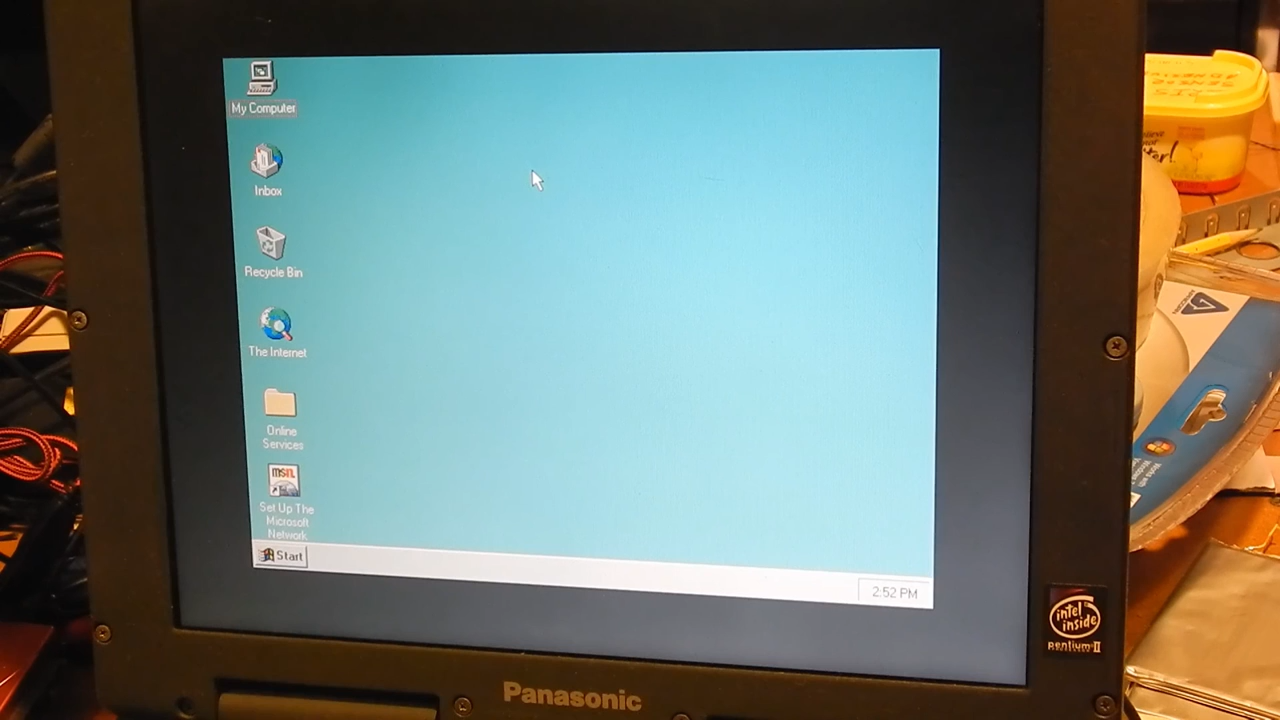 My Computer
Inbox
Recycle Bin
The Internet
Online
Services
msn
Set Up The
Microsoft
Network
Start
2:52 PM
intel
inside
pentium II
Panasonic